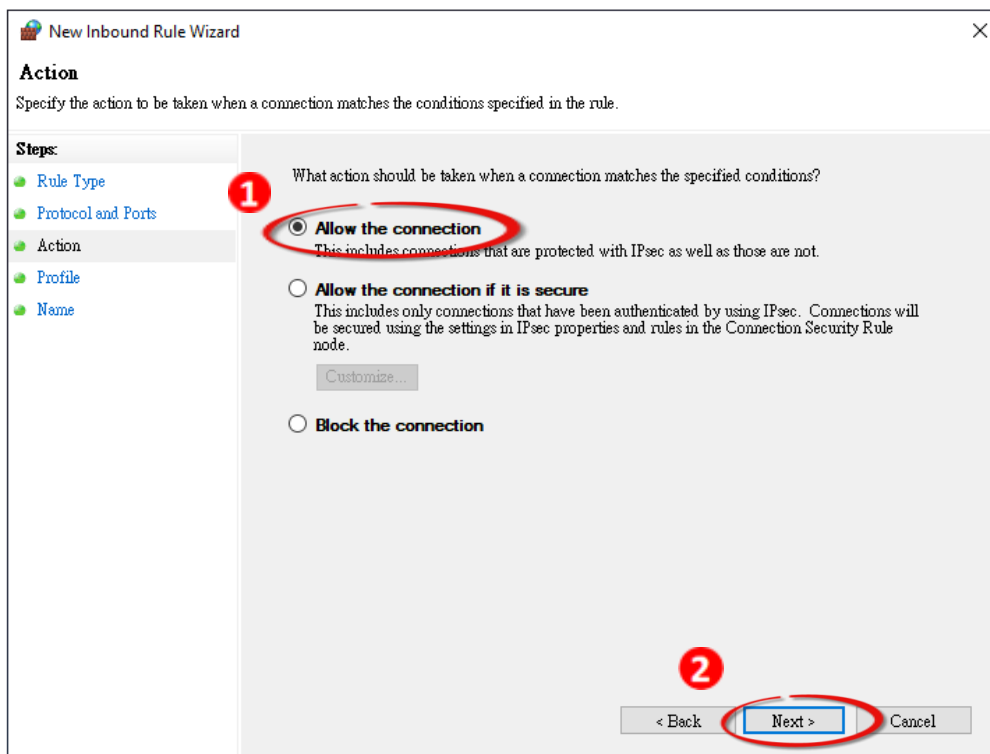 New Inbound Rule Wizard
Action
Specify the action to be taken when a connection matches the conditions specified in the rule.
Steps:
Rule Type
Protocol and Ports
Action
Profile
Name
1
What action should be taken when a connection matches the specified conditions?
Allow the connection
This includes connections that are protected with IPsec as well as those are not.
Allow the connection if it is secure
This includes only connections that have been authenticated by using IPsec. Connections will
be secured using the settings in IPsec properties and rules in the Connection Security Rule
node.
Customize...
Block the connection
2
< Back
Next >
Cancel